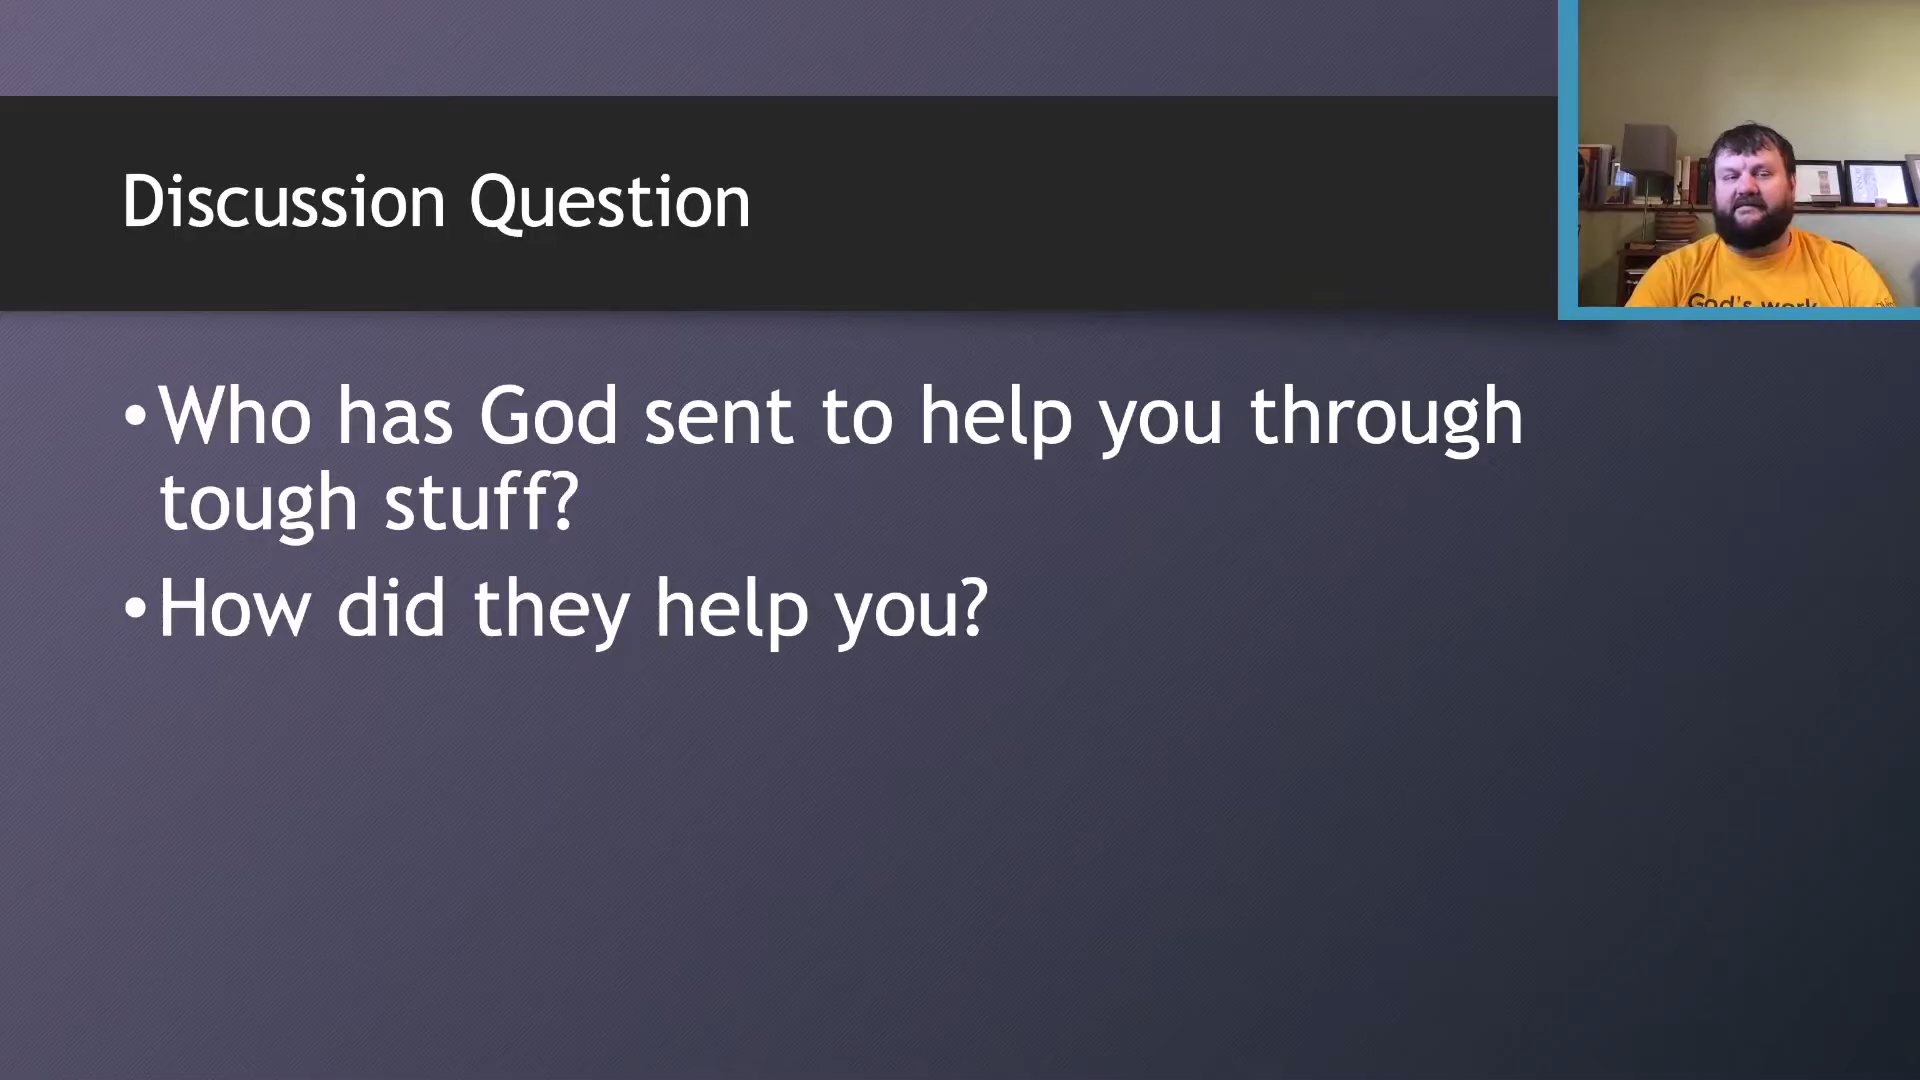 Discussion Question
•Who has God sent to help you through
tough stuff?
•How did they help you?
God's work